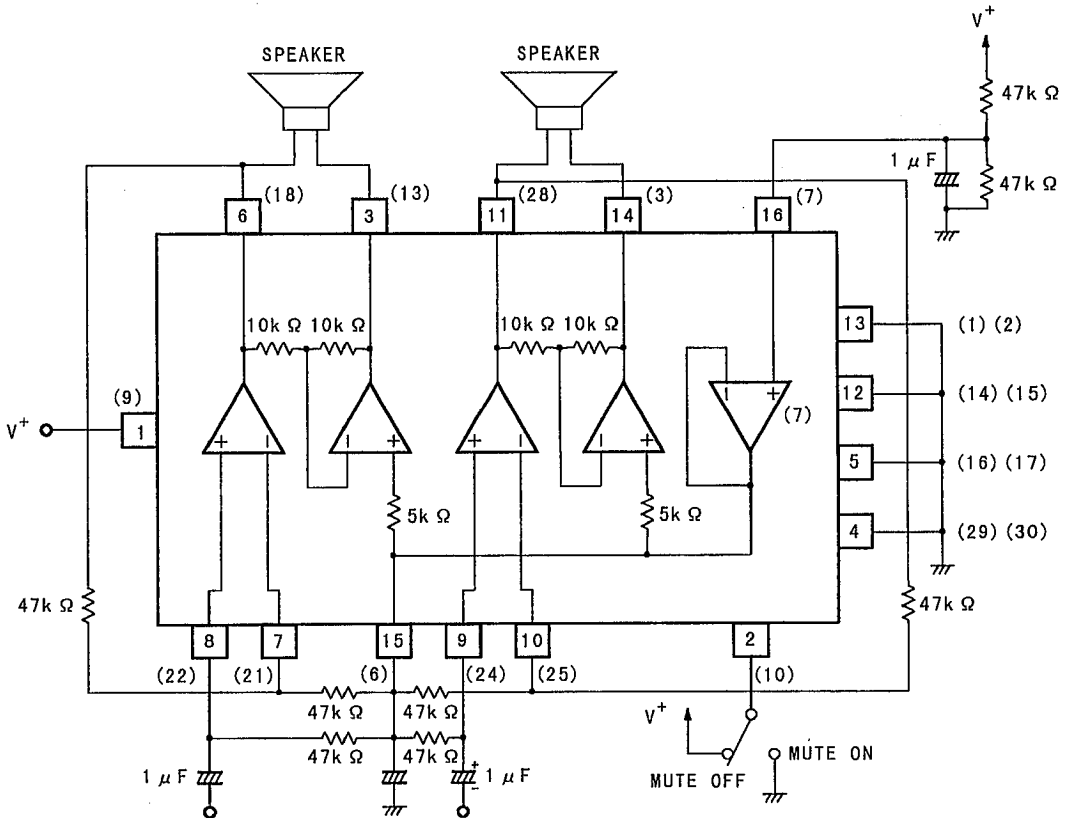 V+
SPEAKER SPEAKER
47k Ω
1 μF
47k Ω
(18) (13) (28) (3) (7)
6 3 11 14 16
10k Ω 10k Ω 10k Ω 10k Ω
13 (1) (2)
+ − − + + − − + − +
(7)
12 (14) (15)
(9)
V+ 1
5 (16) (17)
5k Ω 5k Ω
4 (29) (30)
47k Ω 47k Ω
8 7 15 9 10 2
(22) (21) (6) (24) (25) (10)
47k Ω 47k Ω
V+
47k Ω 47k Ω
MUTE ON
MUTE OFF
1 μF + − 1 μF